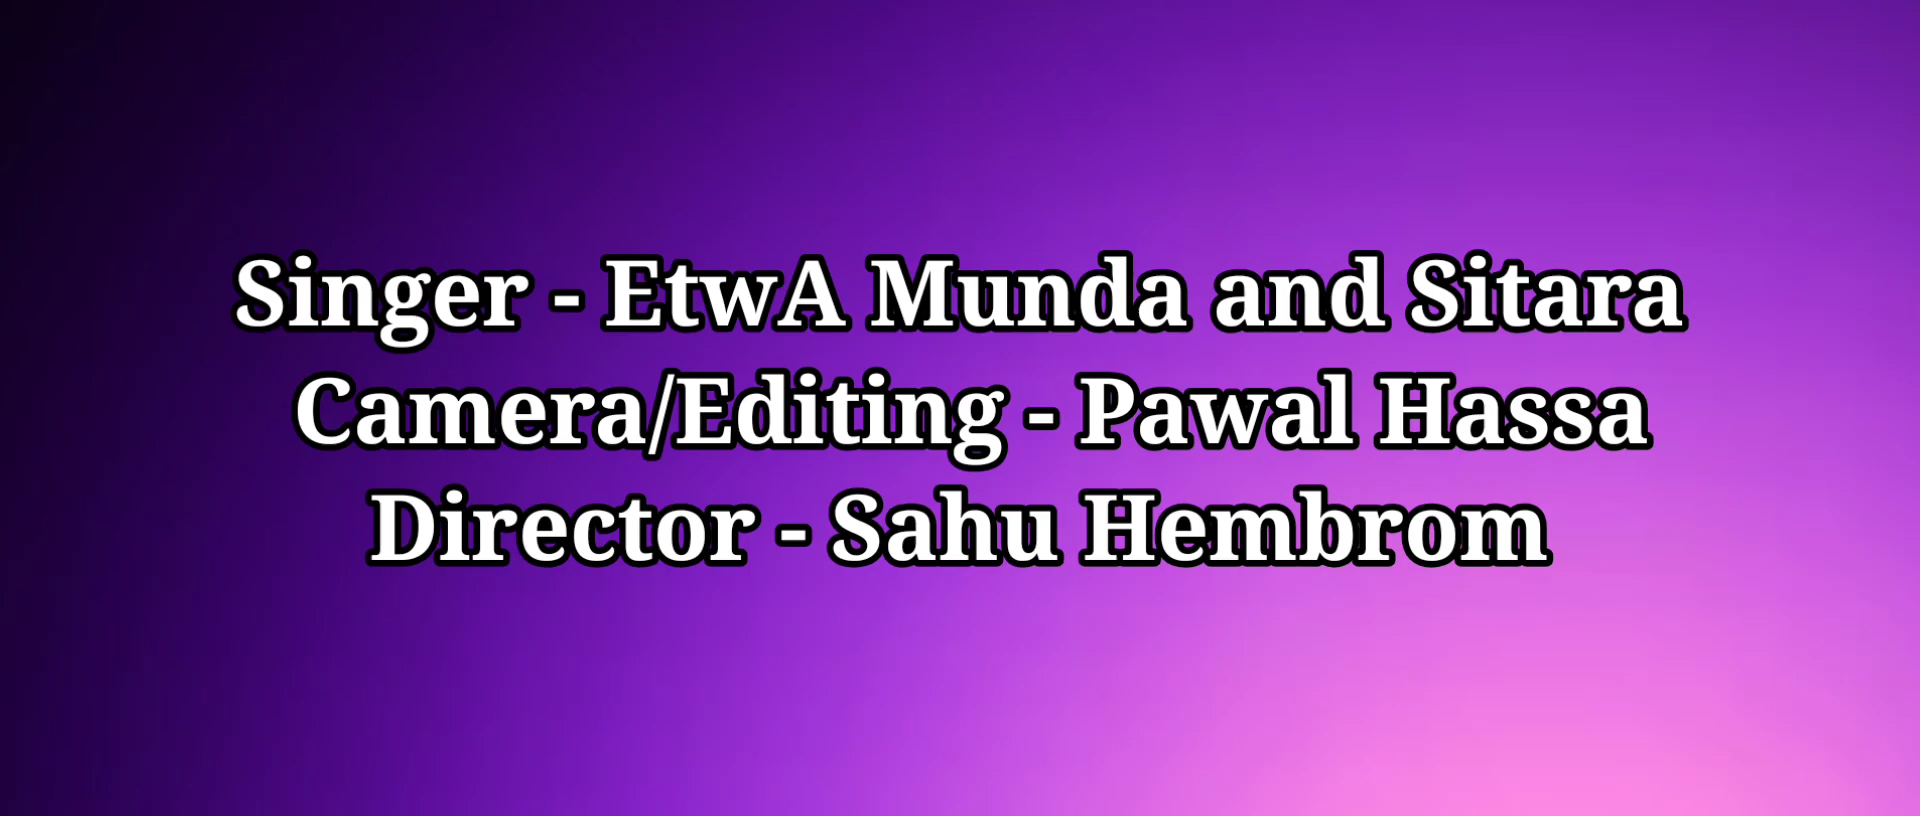 Singer - EtwA Munda and Sitara
Camera/Editing - Pawal Hassa
Director - Sahu Hembrom